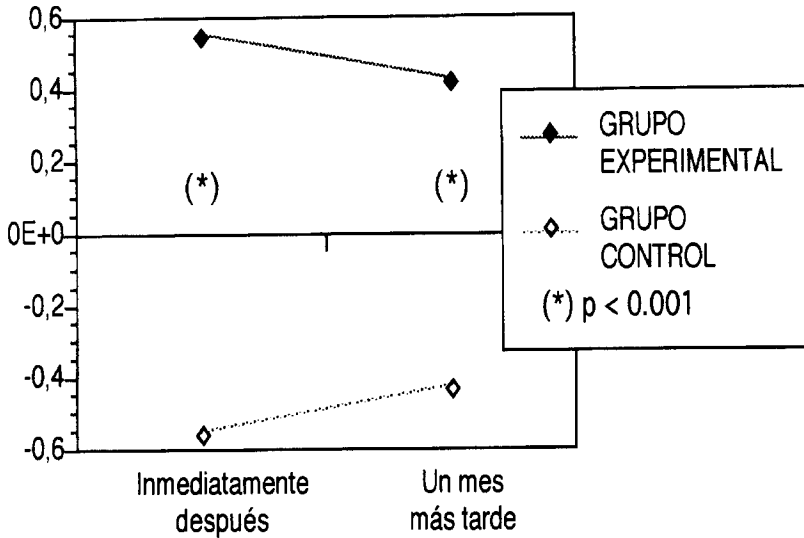 0,6
0,4
0,2
0E+0
-0,2
-0,4
-0,6
(*)
(*)
Inmediatamente
después
Un mes
más tarde
GRUPO
EXPERIMENTAL
GRUPO
CONTROL
(*) p < 0.001